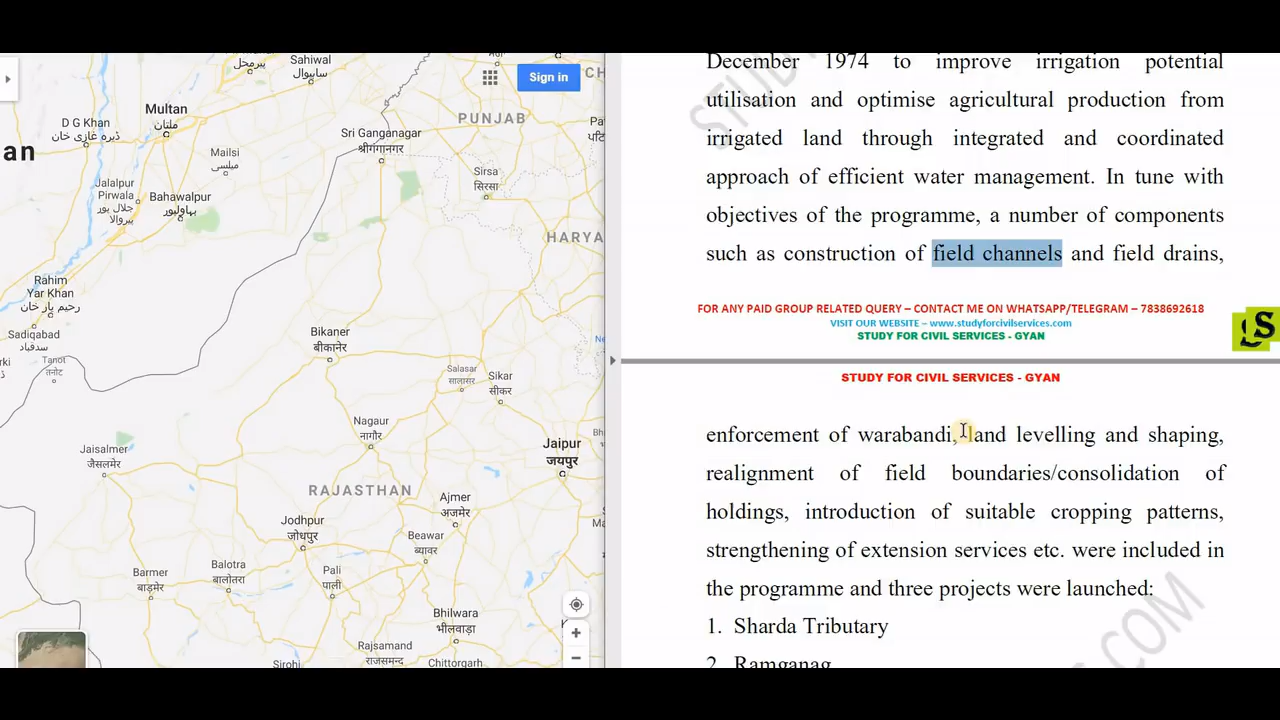 Sahiwal
ساہیوال
Sign in
Multan
ملتان
D G Khan
ڈیرہ غازی خان
Sri Ganganagar
श्रीगंगानगर
PUNJAB
an
Mailsi
میلسی
Sirsa
सिरसा
Jalalpur
Pirwala
جلال پور
پیروالا
Bahawalpur
بہاولپور
HARYA
Rahim
Yar Khan
رحیم یار خان
Sadiqabad
صادق آباد
Bikaner
बीकानेर
Tanot
तनोट
Salasar
सालासर
Sikar
सीकर
Nagaur
नागौर
Jaipur
जयपुर
Jaisalmer
जैसलमेर
RAJASTHAN
Ajmer
अजमेर
Jodhpur
जोधपुर
Beawar
ब्यावर
Balotra
बालोतरा
Pali
पाली
Barmer
बाड़मेर
Bhilwara
भीलवाड़ा
Rajsamand
राजसमन्द
Sirohi
Chittorgarh
December 1974 to improve irrigation potential
utilisation and optimise agricultural production from
irrigated land through integrated and coordinated
approach of efficient water management. In tune with
objectives of the programme, a number of components
such as construction of field channels and field drains,
FOR ANY PAID GROUP RELATED QUERY – CONTACT ME ON WHATSAPP/TELEGRAM – 7838692618
VISIT OUR WEBSITE – www.studyforcivilservices.com
STUDY FOR CIVIL SERVICES - GYAN
STUDY FOR CIVIL SERVICES - GYAN
enforcement of warabandi, land levelling and shaping,
realignment of field boundaries/consolidation of
holdings, introduction of suitable cropping patterns,
strengthening of extension services etc. were included in
the programme and three projects were launched:
1. Sharda Tributary
2. Ramganag